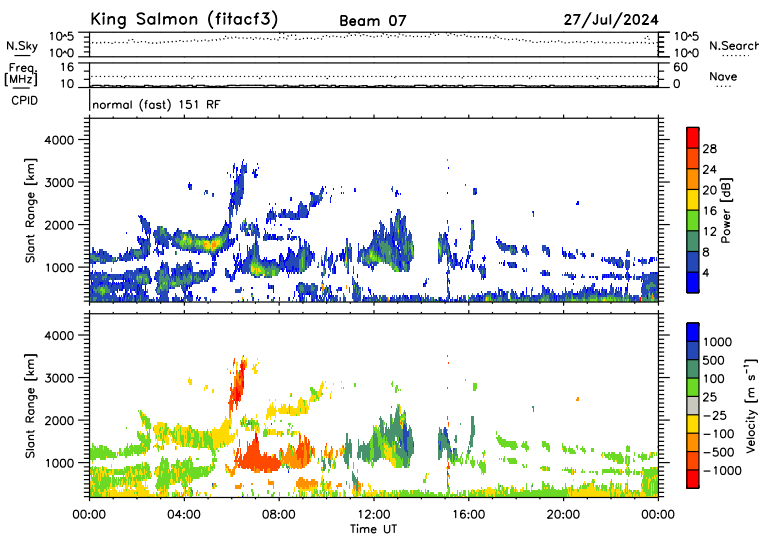 King Salmon (fitacf3) Beam 07 27/Jul/2024
N.Sky 10^5 10^0 10^5 10^0 N.Search
Freq. [MHz] 16 10 60 0 Nave
CPID normal (fast) 151 RF
Slant Range [km] 4000 3000 2000 1000
28 24 20 16 12 8 4 Power [dB]
Slant Range [km] 4000 3000 2000 1000
1000 500 100 25 -25 -100 -500 -1000 Velocity [m s⁻¹]
00:00 04:00 08:00 12:00 16:00 20:00 00:00
Time UT